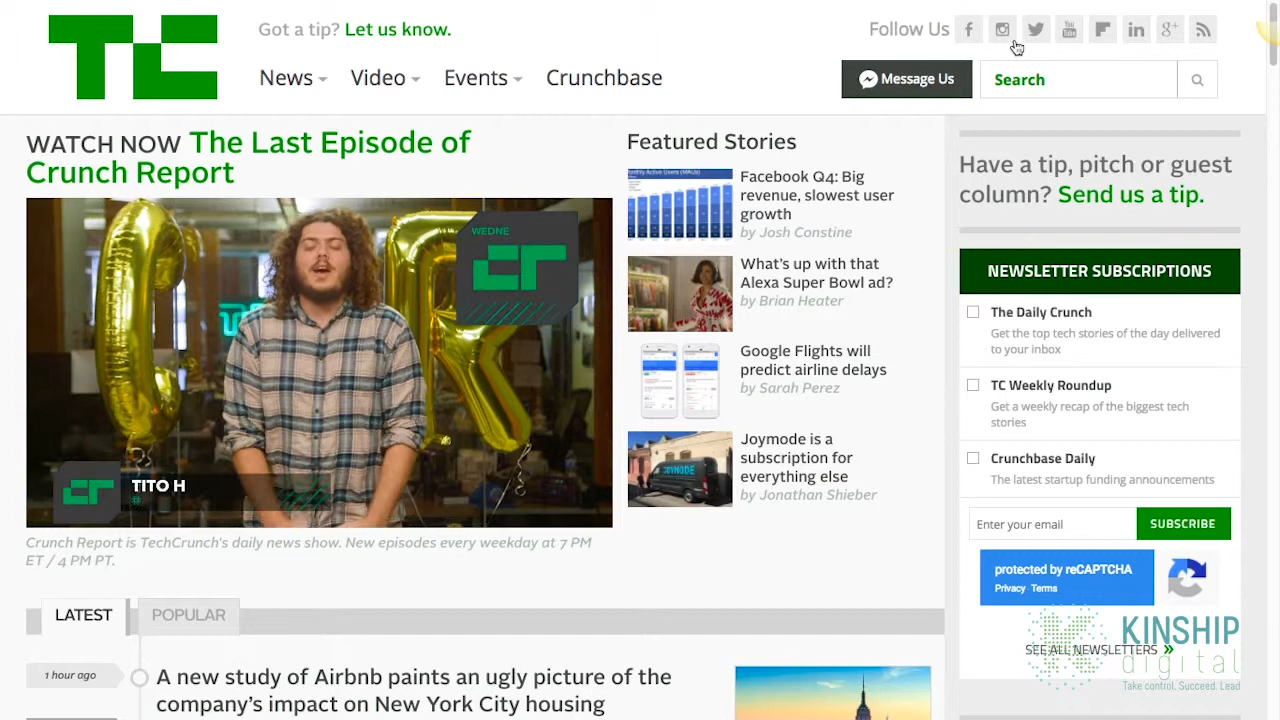 TC
Got a tip? Let us know.
Follow Us
News
Video
Events
Crunchbase
Message Us
Search
WATCH NOW The Last Episode of
Crunch Report
WEDNE
TITO H
#
Crunch Report is TechCrunch's daily news show. New episodes every weekday at 7 PM
ET / 4 PM PT.
Featured Stories
Facebook Q4: Big
revenue, slowest user
growth
by Josh Constine
What's up with that
Alexa Super Bowl ad?
by Brian Heater
Google Flights will
predict airline delays
by Sarah Perez
JOYMODE
Joymode is a
subscription for
everything else
by Jonathan Shieber
Have a tip, pitch or guest
column? Send us a tip.
NEWSLETTER SUBSCRIPTIONS
The Daily Crunch
Get the top tech stories of the day delivered
to your inbox
TC Weekly Roundup
Get a weekly recap of the biggest tech
stories
Crunchbase Daily
The latest startup funding announcements
Enter your email
SUBSCRIBE
protected by reCAPTCHA
Privacy Terms
SEE ALL NEWSLETTERS »
KINSHIP
digital
Take control. Succeed. Lead
LATEST
POPULAR
1 hour ago
A new study of Airbnb paints an ugly picture of the
company's impact on New York City housing